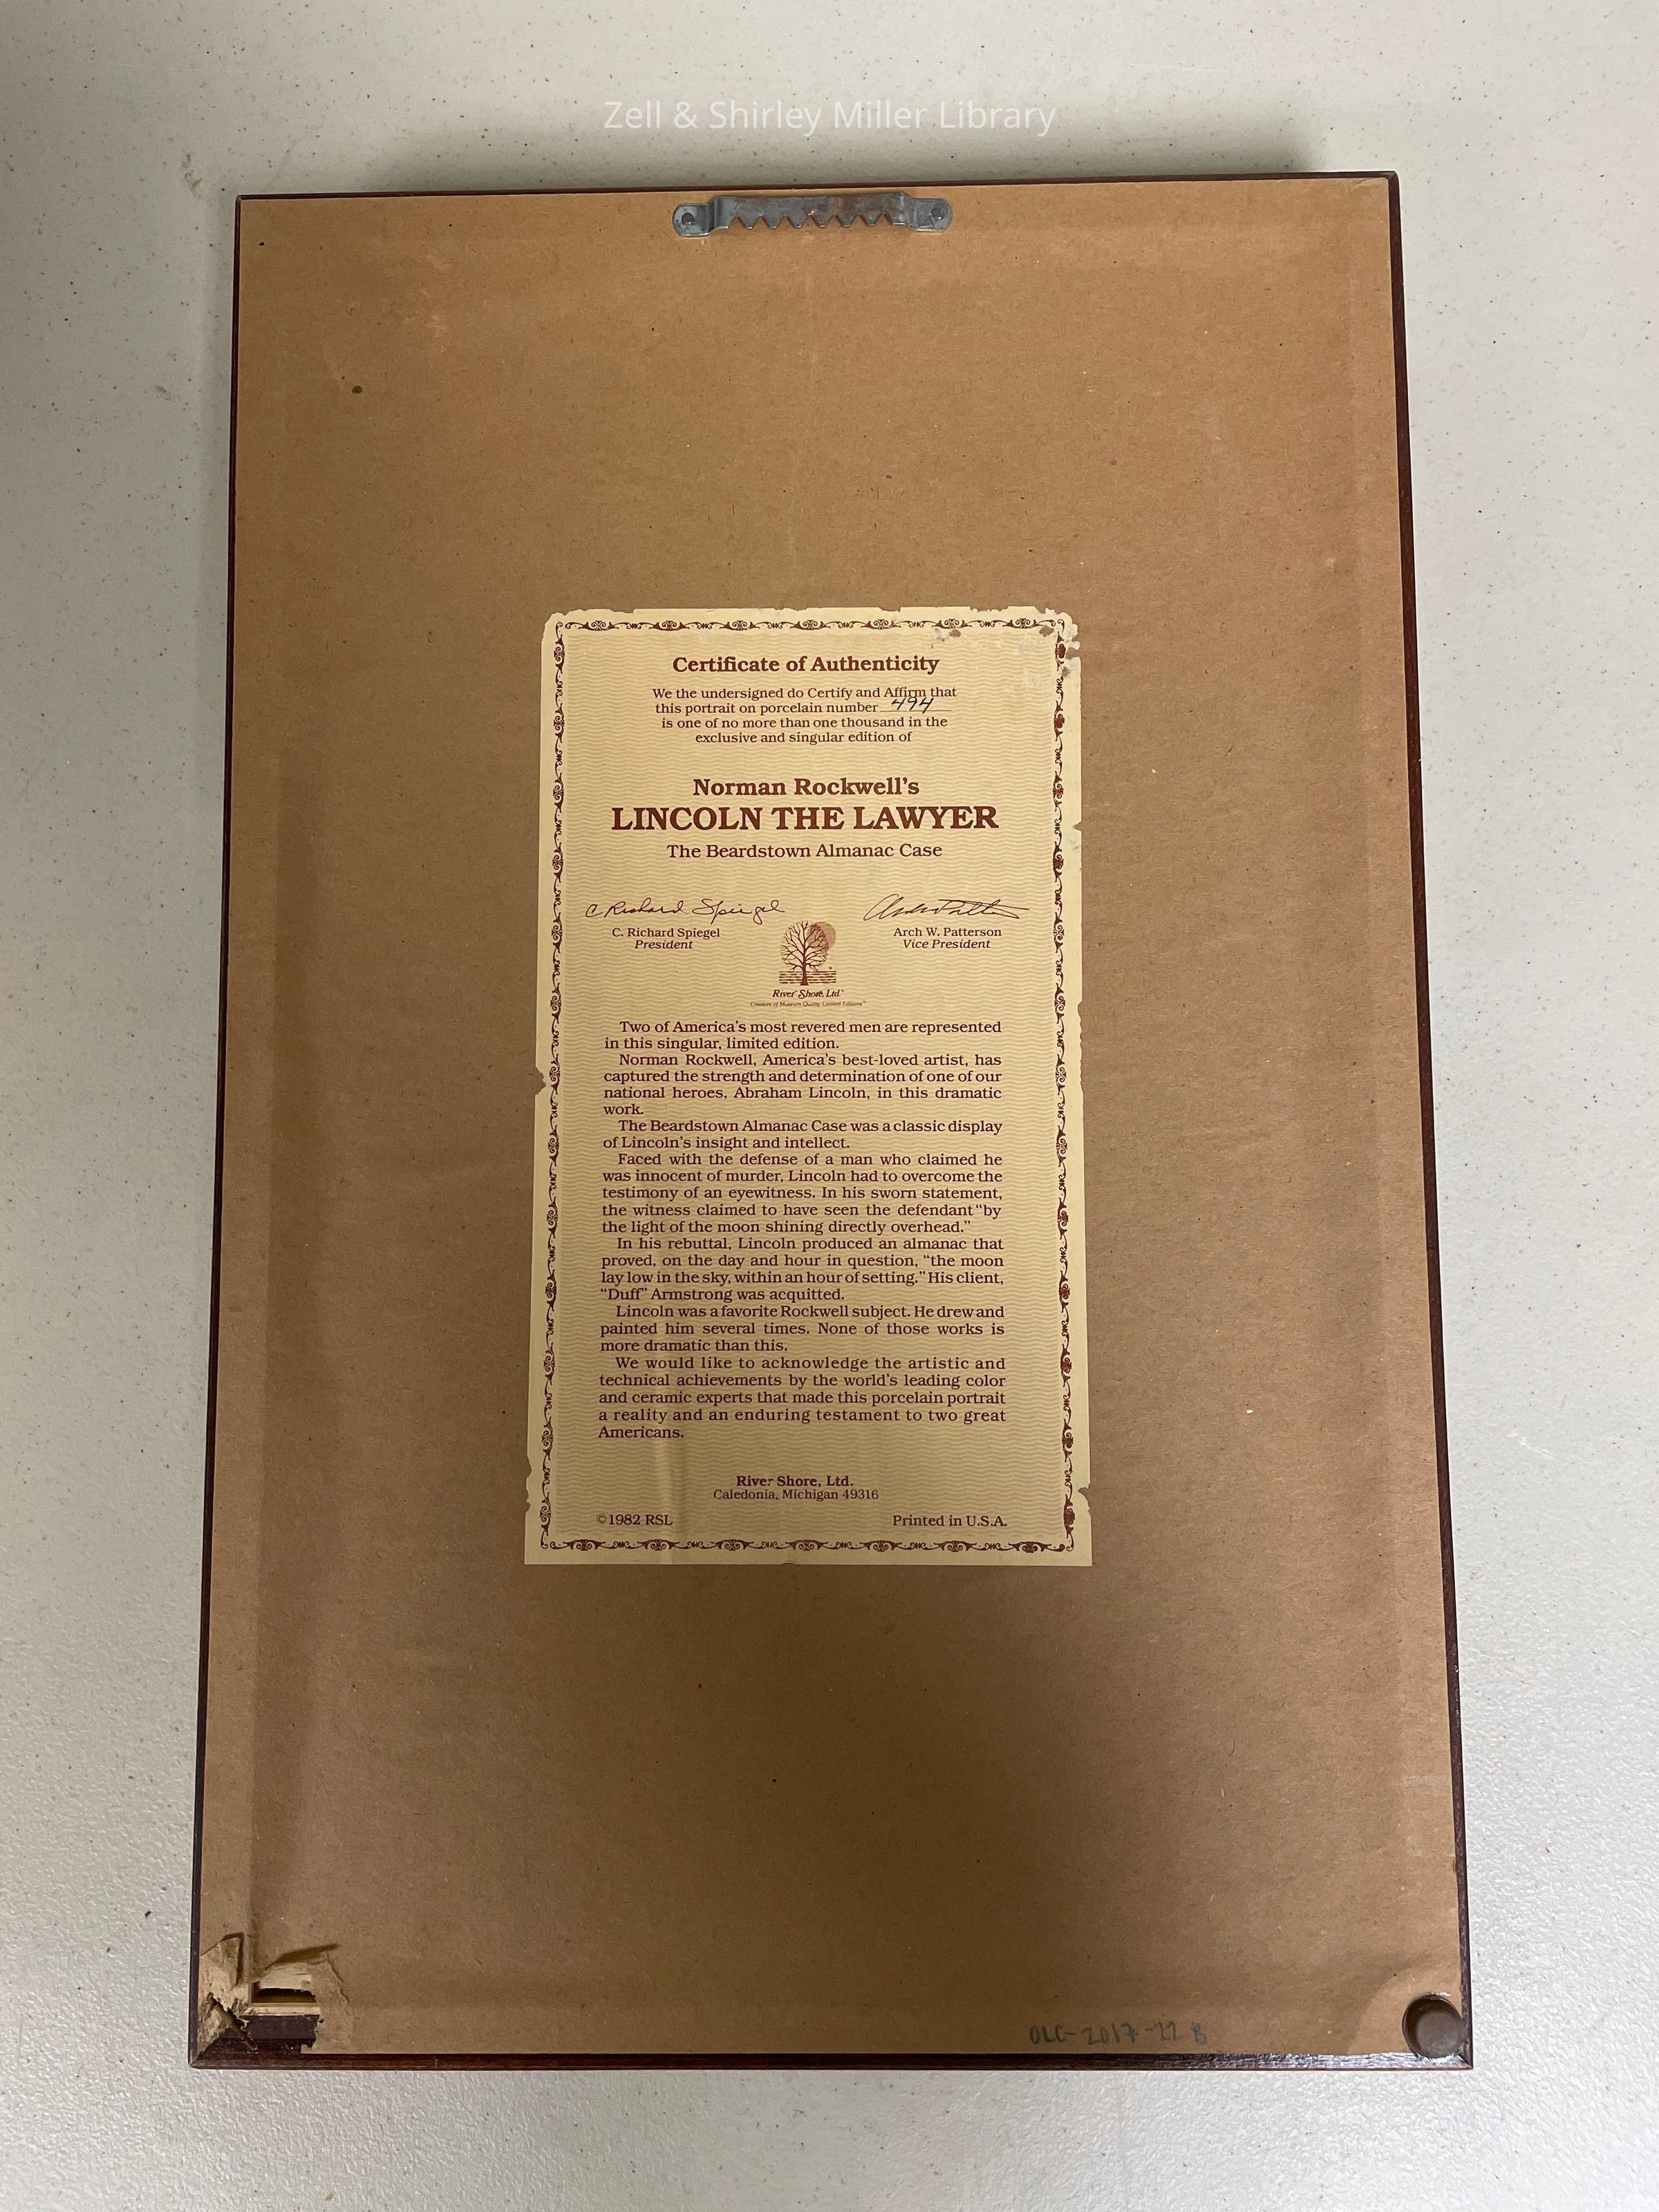 Zell & Shirley Miller Library
Certificate of Authenticity
We the undersigned do Certify and Affirm that
this portrait on porcelain number 494
is one of no more than one thousand in the
exclusive and singular edition of
Norman Rockwell's
LINCOLN THE LAWYER
The Beardstown Almanac Case
C Richard Spiegel
C. Richard Spiegel
President
Arch W. Patterson
Vice President
River Shore, Ltd.®
Creators of Museum Quality Limited Editions™
Two of America's most revered men are represented
in this singular, limited edition.
Norman Rockwell, America's best-loved artist, has
captured the strength and determination of one of our
national heroes, Abraham Lincoln, in this dramatic
work.
The Beardstown Almanac Case was a classic display
of Lincoln's insight and intellect.
Faced with the defense of a man who claimed he
was innocent of murder, Lincoln had to overcome the
testimony of an eyewitness. In his sworn statement,
the witness claimed to have seen the defendant "by
the light of the moon shining directly overhead."
In his rebuttal, Lincoln produced an almanac that
proved, on the day and hour in question, "the moon
lay low in the sky, within an hour of setting." His client,
"Duff" Armstrong was acquitted.
Lincoln was a favorite Rockwell subject. He drew and
painted him several times. None of those works is
more dramatic than this.
We would like to acknowledge the artistic and
technical achievements by the world's leading color
and ceramic experts that made this porcelain portrait
a reality and an enduring testament to two great
Americans.
River Shore, Ltd.
Caledonia, Michigan 49316
©1982 RSL
Printed in U.S.A.
OLC-2017-22 B